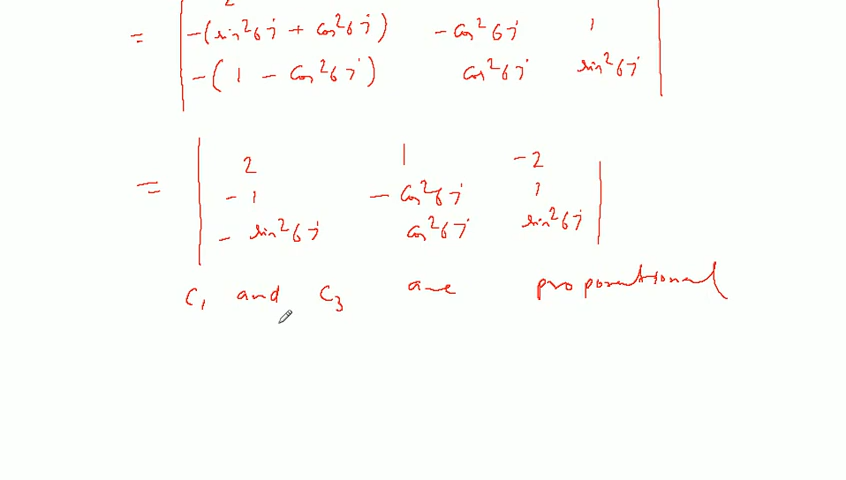 2
= -(sin²67° + cos²67°) -cos²67° 1
-(1 - cos²67°) cos²67° sin²67°
= 2 1 -2
-1 -cos²67° 1
- sin²67° cos²67° sin²67°
C₁ and C₃ are proportional